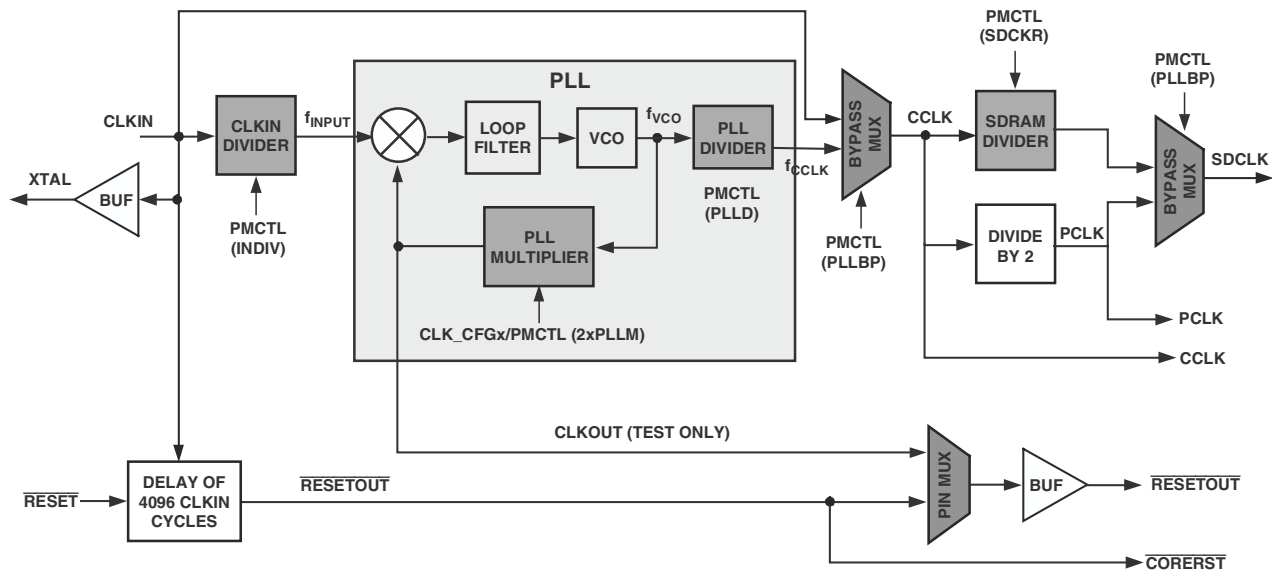 PMCTL
(SDCKR)
PMCTL
(PLLBP)
PLL
CLKIN
CLKIN
DIVIDER
fINPUT
LOOP
FILTER
VCO
fVCO
PLL
DIVIDER
fCCLK
BYPASS
MUX
CCLK
SDRAM
DIVIDER
BYPASS
MUX
SDCLK
XTAL
BUF
PMCTL
(INDIV)
PMCTL
(PLLD)
PLL
MULTIPLIER
PMCTL
(PLLBP)
DIVIDE
BY 2
PCLK
CLK_CFGx/PMCTL (2xPLLM)
PCLK
CCLK
CLKOUT (TEST ONLY)
RESET
DELAY OF
4096 CLKIN
CYCLES
RESETOUT
PIN MUX
BUF
RESETOUT
CORERST